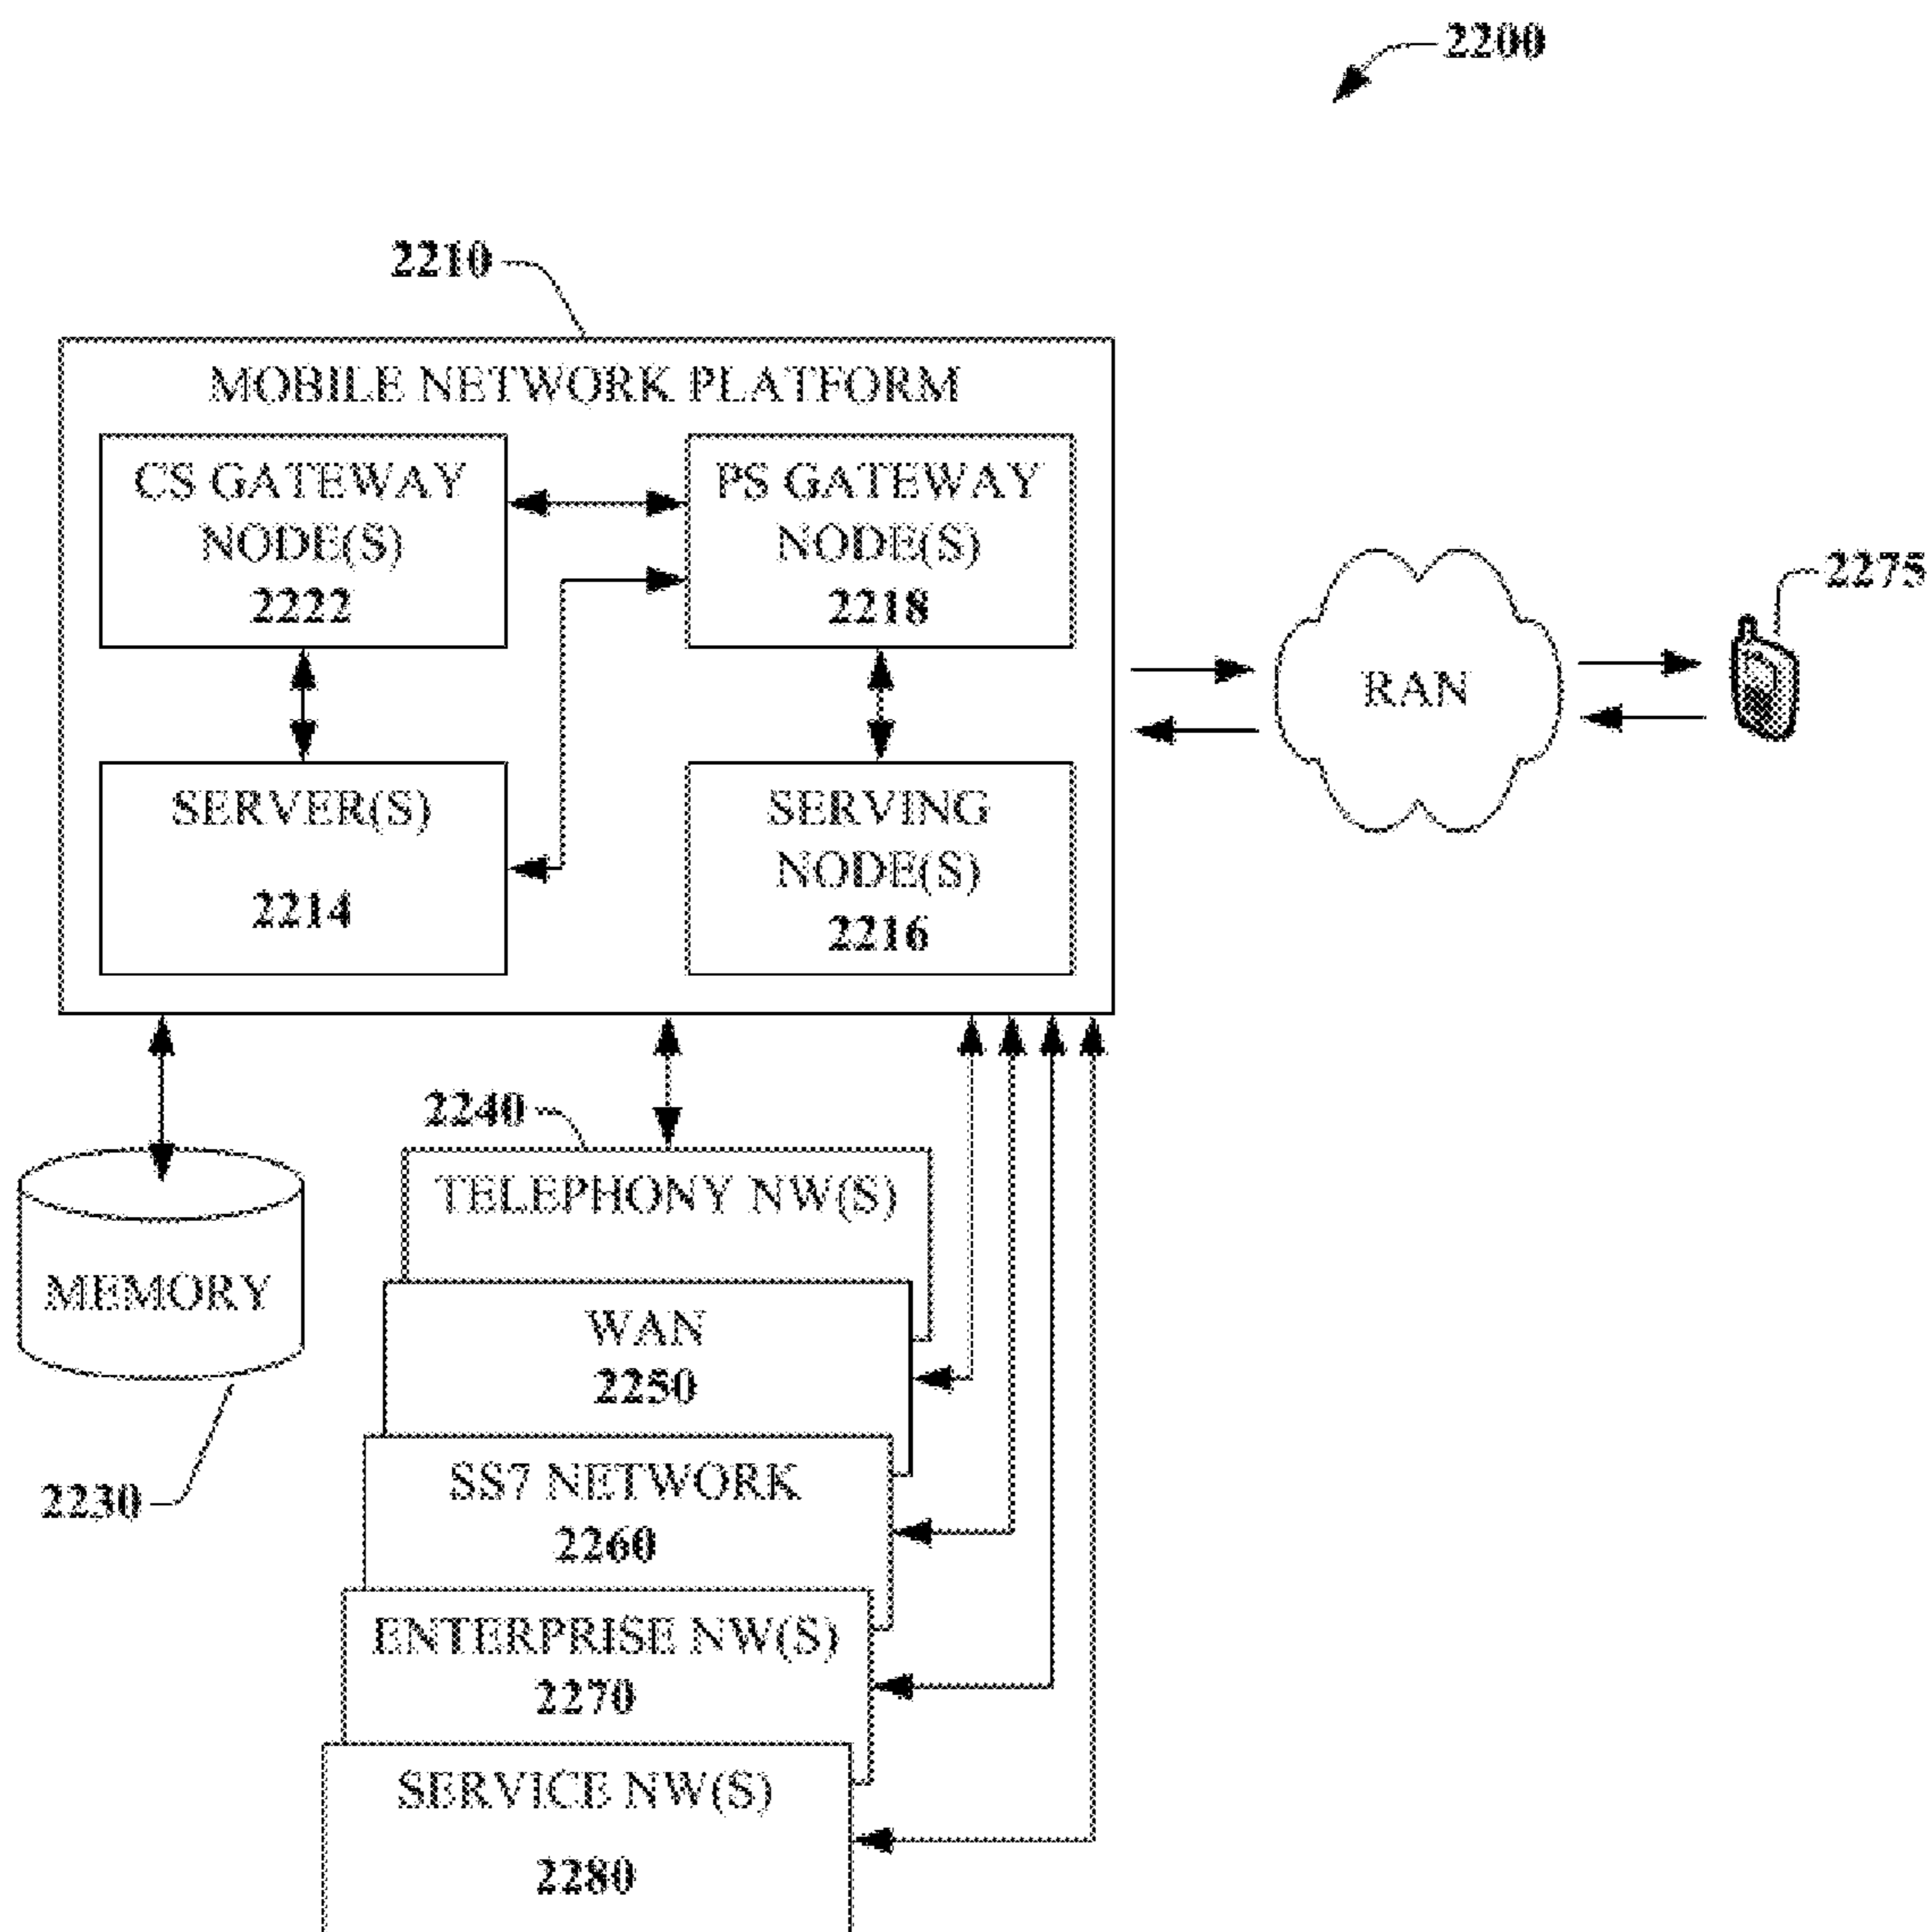 2200
2210
MOBILE NETWORK PLATFORM
CS GATEWAY
NODE(S)
2222
PS GATEWAY
NODE(S)
2218
SERVER(S)
2214
SERVING
NODE(S)
2216
RAN
2275
2240
TELEPHONY NW(S)
MEMORY
2230
WAN
2250
SS7 NETWORK
2260
ENTERPRISE NW(S)
2270
SERVICE NW(S)
2280